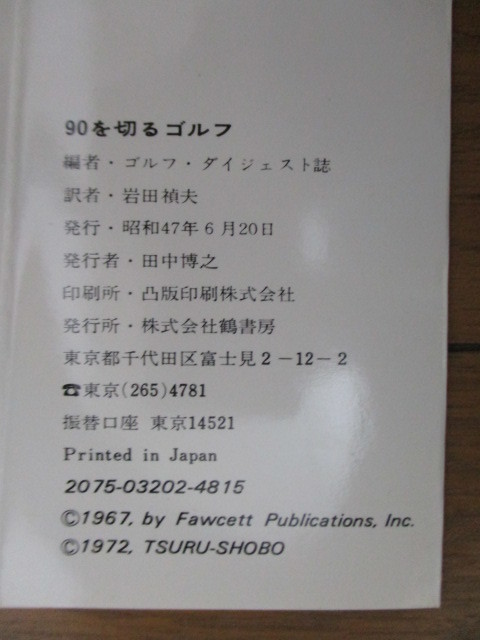 90を切るゴルフ
編者・ゴルフ・ダイジェスト誌
訳者・岩田禎夫
発行・昭和47年6月20日
発行者・田中博之
印刷所・凸版印刷株式会社
発行所・株式会社鶴書房
東京都千代田区富士見2-12-2
☎東京(265)4781
振替口座 東京14521
Printed in Japan
2075-03202-4815
©1967, by Fawcett Publications, Inc.
©1972, TSURU-SHOBO